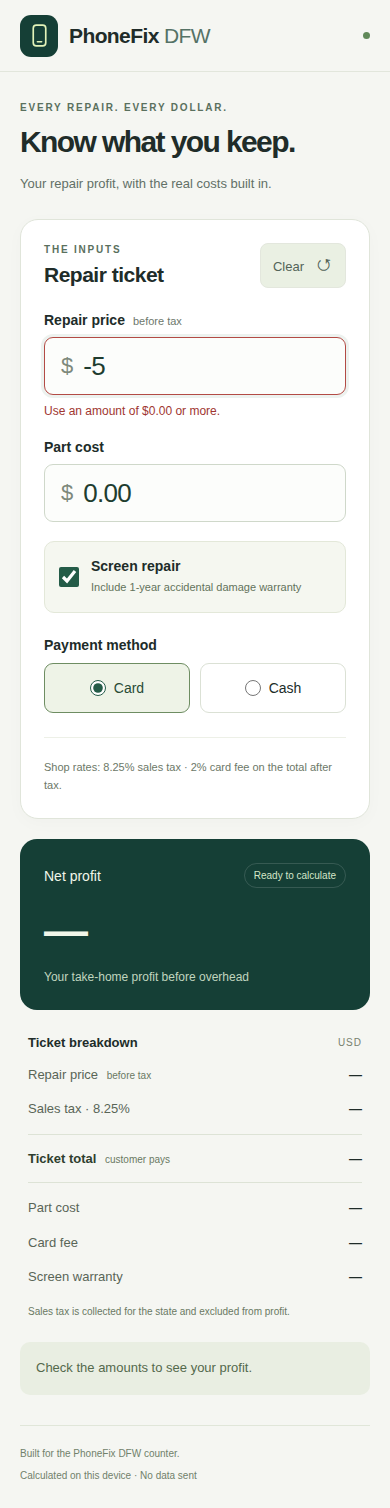 PhoneFix DFW
EVERY REPAIR. EVERY DOLLAR.
Know what you keep.
Your repair profit, with the real costs built in.
THE INPUTS
Repair ticket
Clear
Repair price before tax
$ -5
Use an amount of $0.00 or more.
Part cost
$ 0.00
Screen repair
Include 1-year accidental damage warranty
Payment method
Card
Cash
Shop rates: 8.25% sales tax · 2% card fee on the total after
tax.
Net profit
Ready to calculate
—
Your take-home profit before overhead
Ticket breakdown
USD
Repair price before tax —
Sales tax · 8.25% —
Ticket total customer pays —
Part cost —
Card fee —
Screen warranty —
Sales tax is collected for the state and excluded from profit.
Check the amounts to see your profit.
Built for the PhoneFix DFW counter.
Calculated on this device · No data sent